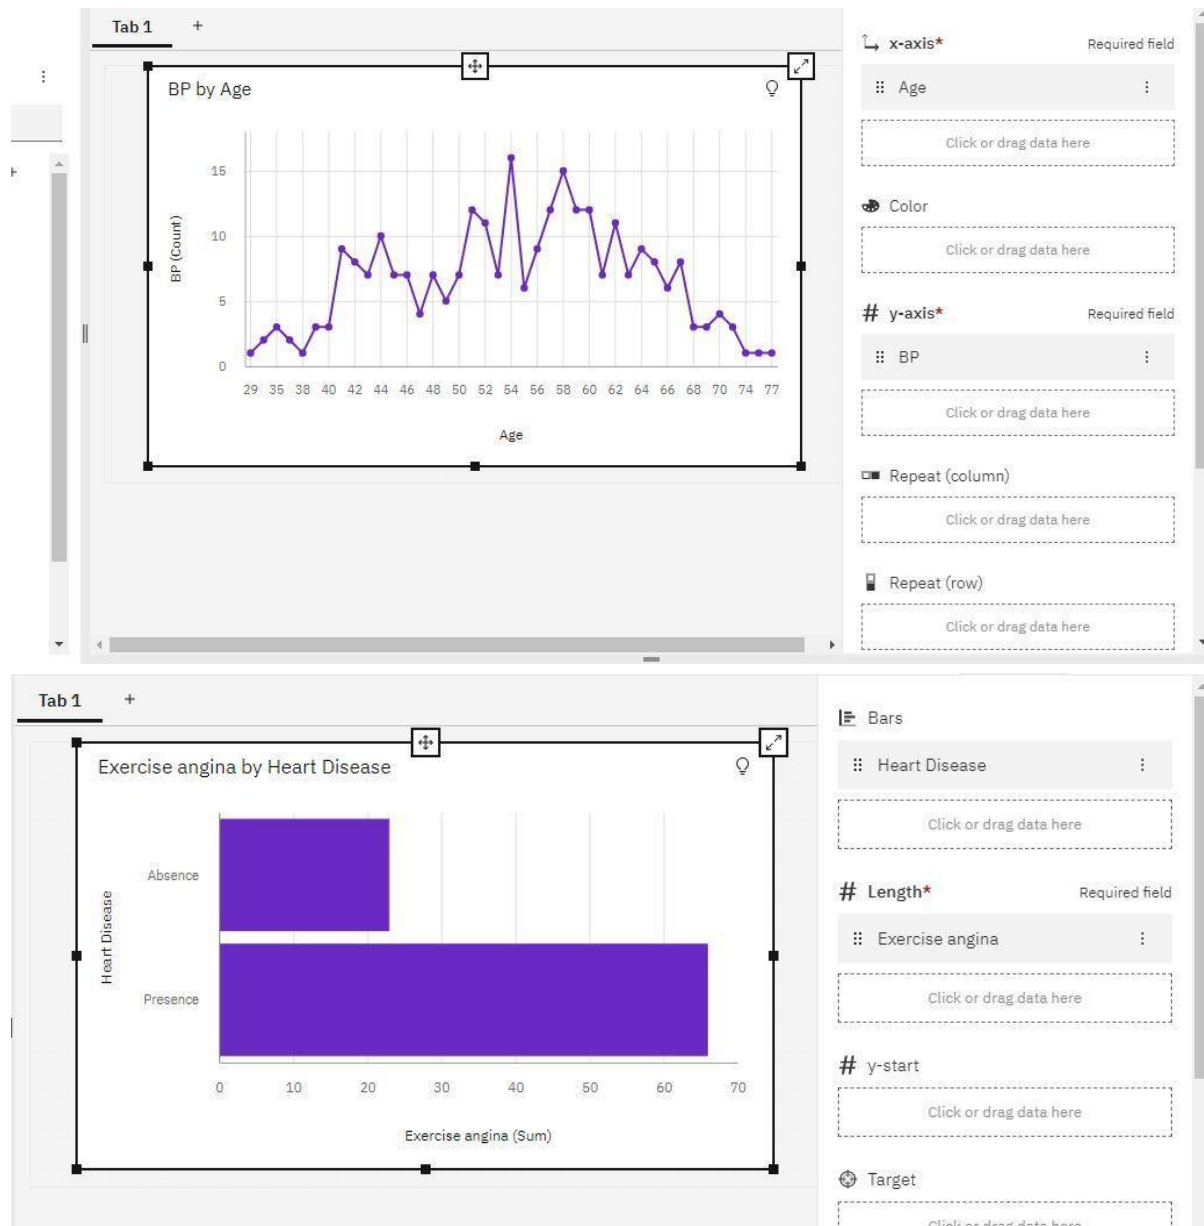 Tab 1 +
BP by Age
BP (Count)
15
10
5
0
29 35 38 40 42 44 46 48 50 52 54 56 58 60 62 64 66 68 70 74 77
Age
x-axis* Required field
Age
Click or drag data here
Color
Click or drag data here
# y-axis* Required field
BP
Click or drag data here
Repeat (column)
Click or drag data here
Repeat (row)
Click or drag data here
Tab 1 +
Exercise angina by Heart Disease
Heart Disease
Absence
Presence
0 10 20 30 40 50 60 70
Exercise angina (Sum)
Bars
Heart Disease
Click or drag data here
# Length* Required field
Exercise angina
Click or drag data here
# y-start
Click or drag data here
Target
Click or drag data here